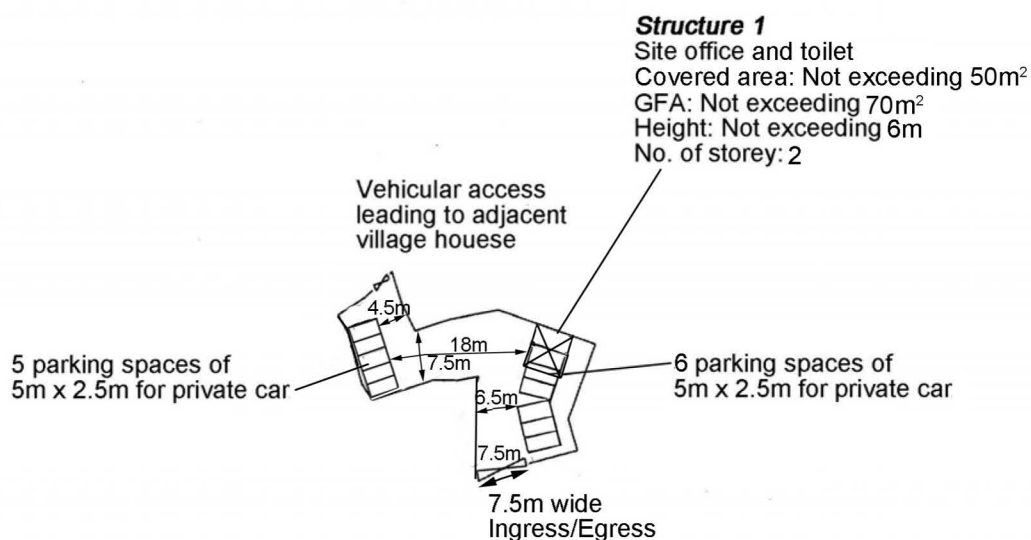 Structure 1
Site office and toilet
Covered area: Not exceeding 50m²
GFA: Not exceeding 70m²
Height: Not exceeding 6m
No. of storey: 2
Vehicular access
leading to adjacent
village houese
4.5m
18m
7.5m
5 parking spaces of
5m x 2.5m for private car
6 parking spaces of
5m x 2.5m for private car
6.5m
7.5m
7.5m wide
Ingress/Egress